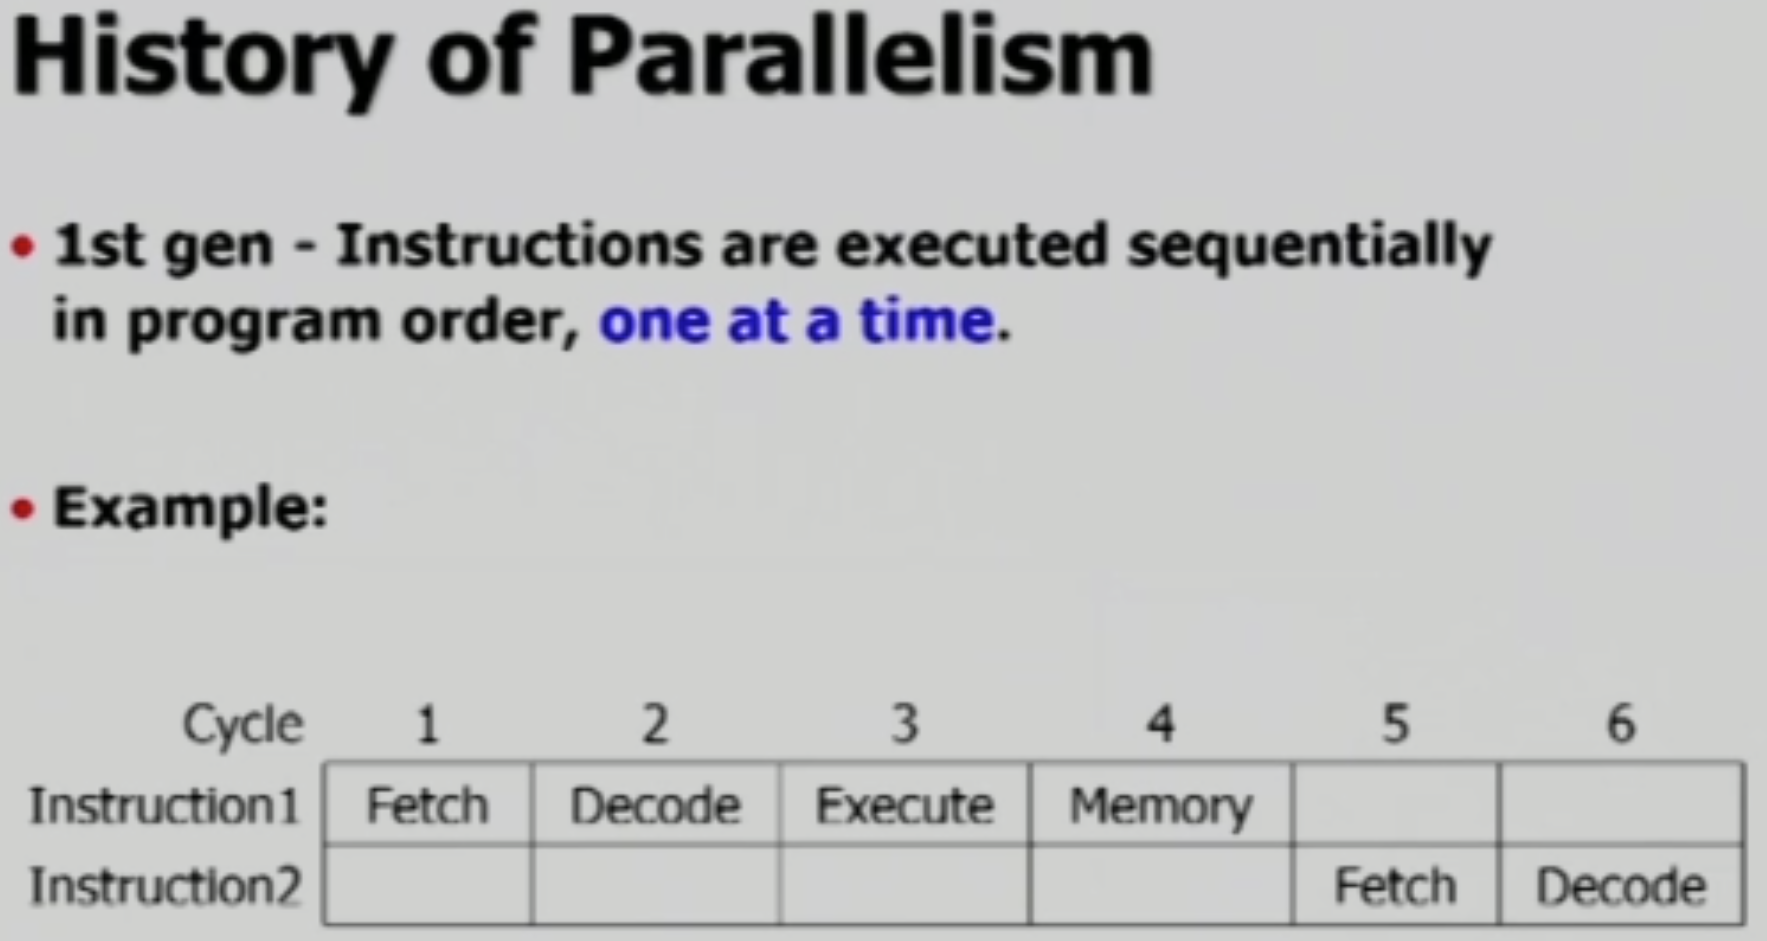 History of Parallelism
• 1st gen - Instructions are executed sequentially
in program order, one at a time.
• Example:
Cycle 1 2 3 4 5 6
Instruction1 Fetch Decode Execute Memory
Instruction2 Fetch Decode